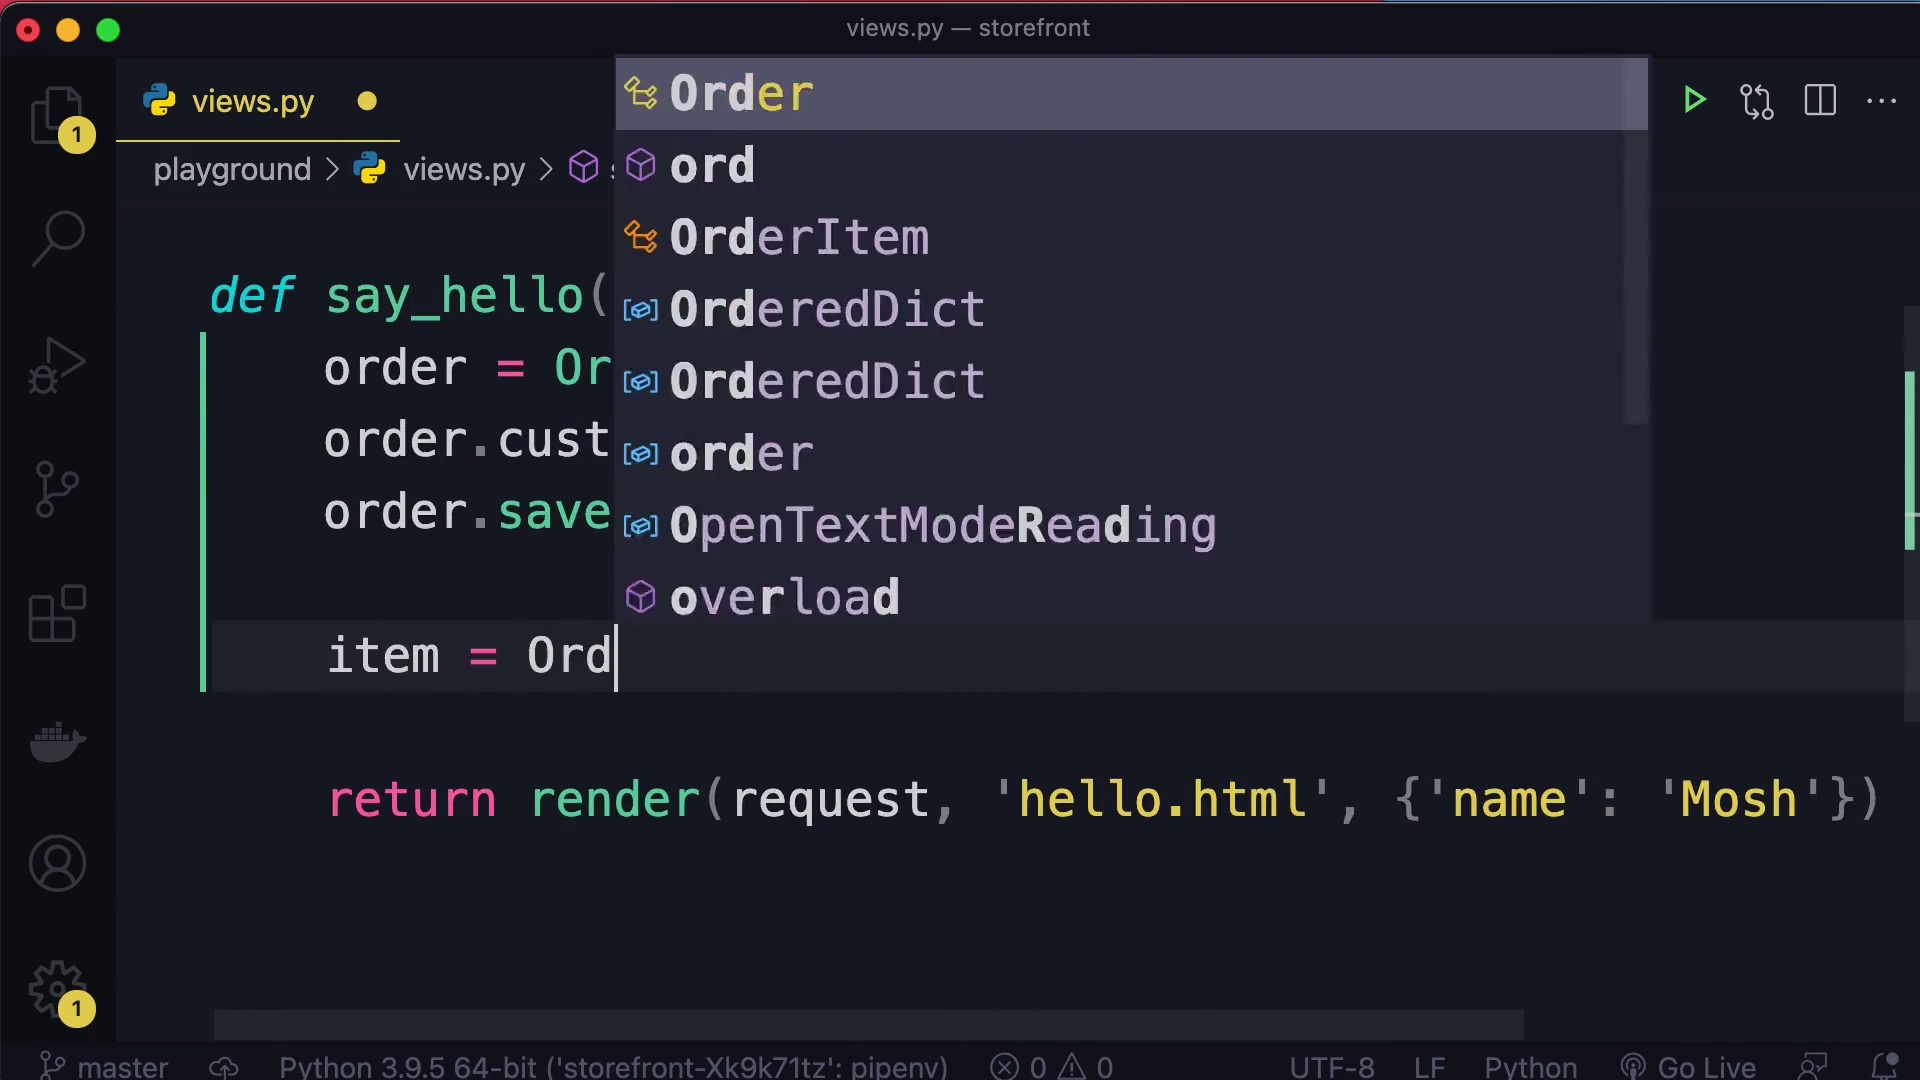 views.py — storefront
views.py
1
playground > views.py >
Order
ord
OrderItem
OrderedDict
OrderedDict
order
OpenTextModeReading
overload
def say_hello(
order = Or
order.cust
order.save
item = Ord
return render(request, 'hello.html', {'name': 'Mosh'})
1
master Python 3.9.5 64-bit ('storefront-Xk9k71tz': pipenv) 0 0 UTF-8 LF Python Go Live